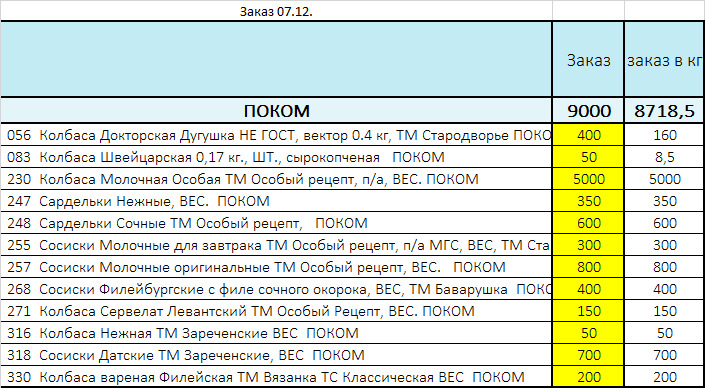 Заказ 07.12.
Заказ заказ в кг
ПОКОМ 9000 8718,5
056 Колбаса Докторская Дугушка НЕ ГОСТ, вектор 0.4 кг, ТМ Стародворье ПОКО 400 160
083 Колбаса Швейцарская 0,17 кг., ШТ., сырокопченая ПОКОМ 50 8,5
230 Колбаса Молочная Особая ТМ Особый рецепт, п/а, ВЕС. ПОКОМ 5000 5000
247 Сардельки Нежные, ВЕС. ПОКОМ 350 350
248 Сардельки Сочные ТМ Особый рецепт, ПОКОМ 600 600
255 Сосиски Молочные для завтрака ТМ Особый рецепт, п/а МГС, ВЕС, ТМ Ста 300 300
257 Сосиски Молочные оригинальные ТМ Особый рецепт, ВЕС. ПОКОМ 800 800
268 Сосиски Филейбургские с филе сочного окорока, ВЕС, ТМ Баварушка ПОКО 400 400
271 Колбаса Сервелат Левантский ТМ Особый Рецепт, ВЕС. ПОКОМ 150 150
316 Колбаса Нежная ТМ Зареченские ВЕС ПОКОМ 50 50
318 Сосиски Датские ТМ Зареченские, ВЕС ПОКОМ 700 700
330 Колбаса вареная Филейская ТМ Вязанка ТС Классическая ВЕС ПОКОМ 200 200